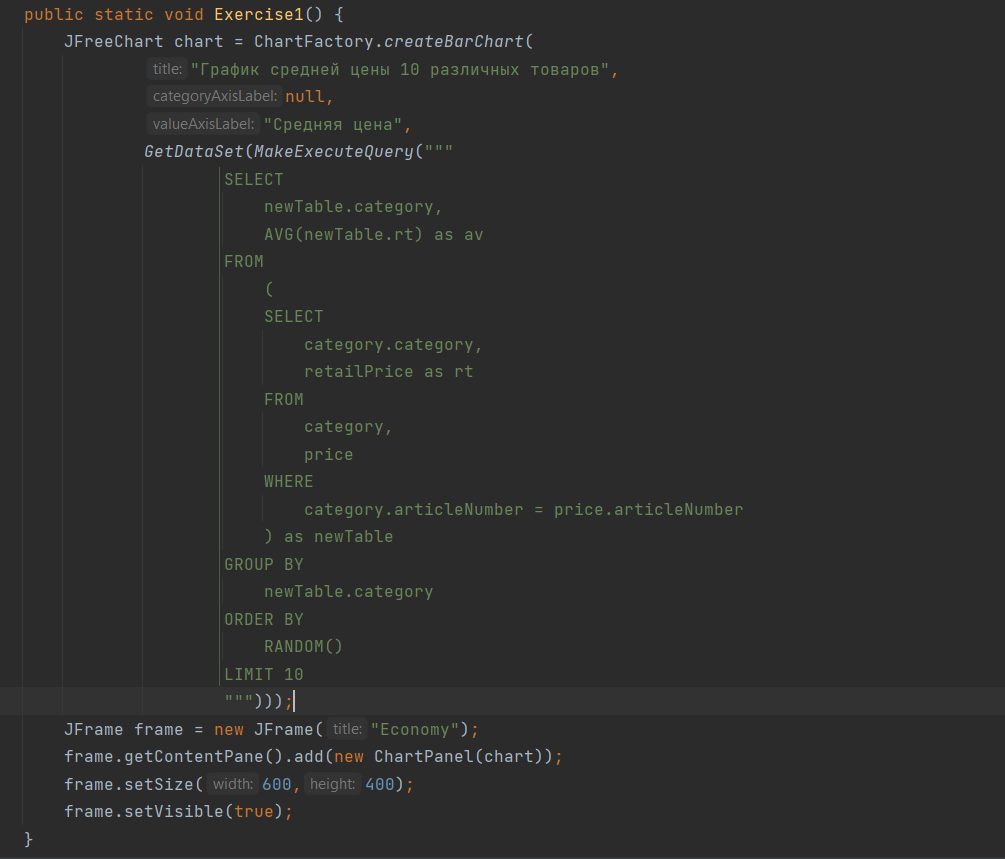 public static void Exercise1() {
    JFreeChart chart = ChartFactory.createBarChart(
            title: "График средней цены 10 различных товаров",
            categoryAxisLabel: null,
            valueAxisLabel: "Средняя цена",
            GetDataSet(MakeExecuteQuery("""
                    SELECT
                        newTable.category,
                        AVG(newTable.rt) as av
                    FROM
                        (
                        SELECT
                            category.category,
                            retailPrice as rt
                        FROM
                            category,
                            price
                        WHERE
                            category.articleNumber = price.articleNumber
                        ) as newTable
                    GROUP BY
                        newTable.category
                    ORDER BY
                        RANDOM()
                    LIMIT 10
                    """)));
    JFrame frame = new JFrame( title: "Economy");
    frame.getContentPane().add(new ChartPanel(chart));
    frame.setSize( width: 600, height: 400);
    frame.setVisible(true);
}